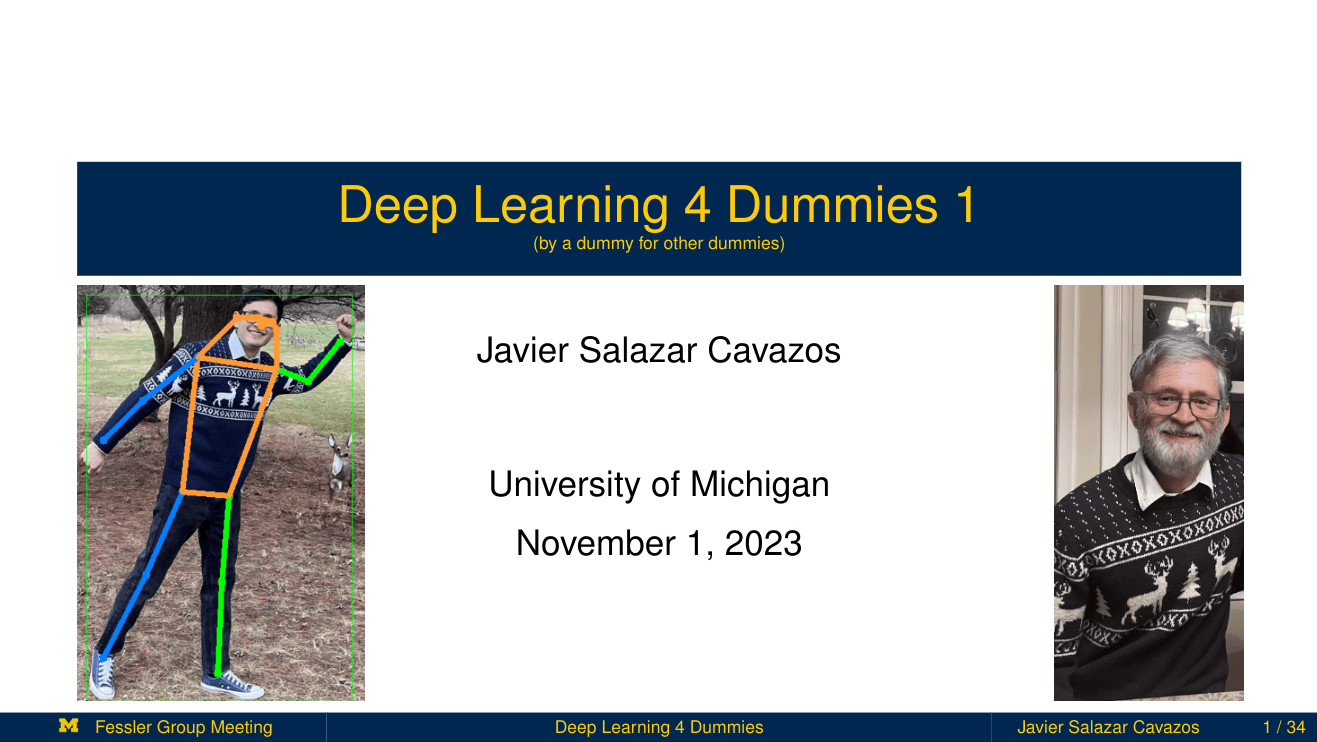 Deep Learning 4 Dummies 1
(by a dummy for other dummies)
Javier Salazar Cavazos
University of Michigan
November 1, 2023
M Fessler Group Meeting
Deep Learning 4 Dummies
Javier Salazar Cavazos
1 / 34